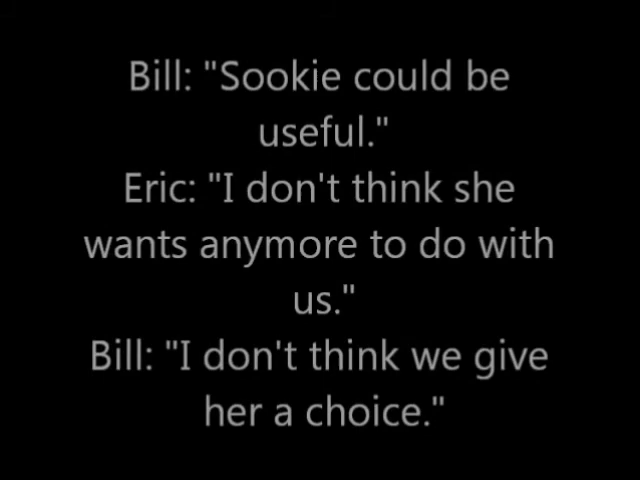 Bill: "Sookie could be
useful."
Eric: "I don't think she
wants anymore to do with
us."
Bill: "I don't think we give
her a choice."